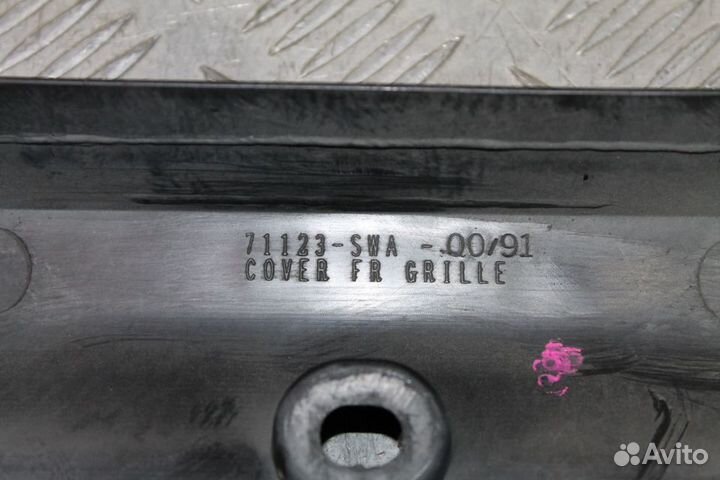 71123-SWA -.00/91
COVER FR GRILLE
Avito